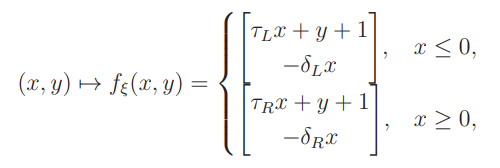 (x, y) ↦ f_ξ(x, y) = { [τ_L x + y + 1
−δ_L x], x ≤ 0,
[τ_R x + y + 1
−δ_R x], x ≥ 0,